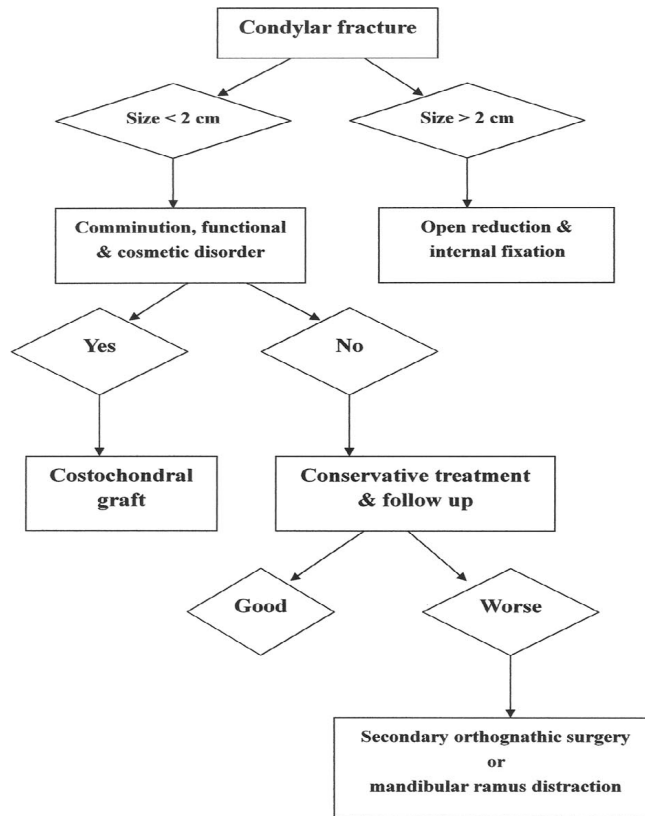 Condylar fracture
Size < 2 cm
Size > 2 cm
Comminution, functional
& cosmetic disorder
Open reduction &
internal fixation
Yes
No
Costochondral
graft
Conservative treatment
& follow up
Good
Worse
Secondary orthognathic surgery
or
mandibular ramus distraction